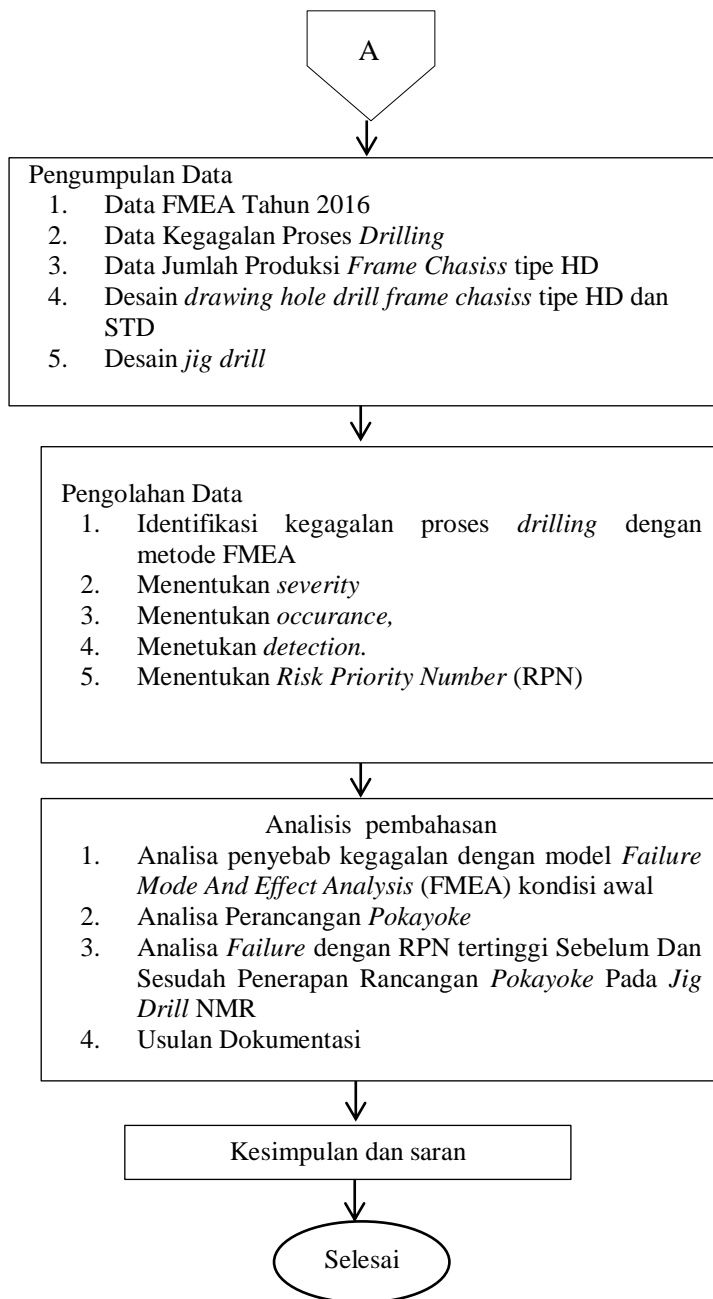 A
Pengumpulan Data
1. Data FMEA Tahun 2016
2. Data Kegagalan Proses Drilling
3. Data Jumlah Produksi Frame Chasiss tipe HD
4. Desain drawing hole drill frame chasiss tipe HD dan
STD
5. Desain jig drill
Pengolahan Data
1. Identifikasi kegagalan proses drilling dengan
metode FMEA
2. Menentukan severity
3. Menentukan occurance,
4. Menetukan detection.
5. Menentukan Risk Priority Number (RPN)
Analisis pembahasan
1. Analisa penyebab kegagalan dengan model Failure
Mode And Effect Analysis (FMEA) kondisi awal
2. Analisa Perancangan Pokayoke
3. Analisa Failure dengan RPN tertinggi Sebelum Dan
Sesudah Penerapan Rancangan Pokayoke Pada Jig
Drill NMR
4. Usulan Dokumentasi
Kesimpulan dan saran
Selesai